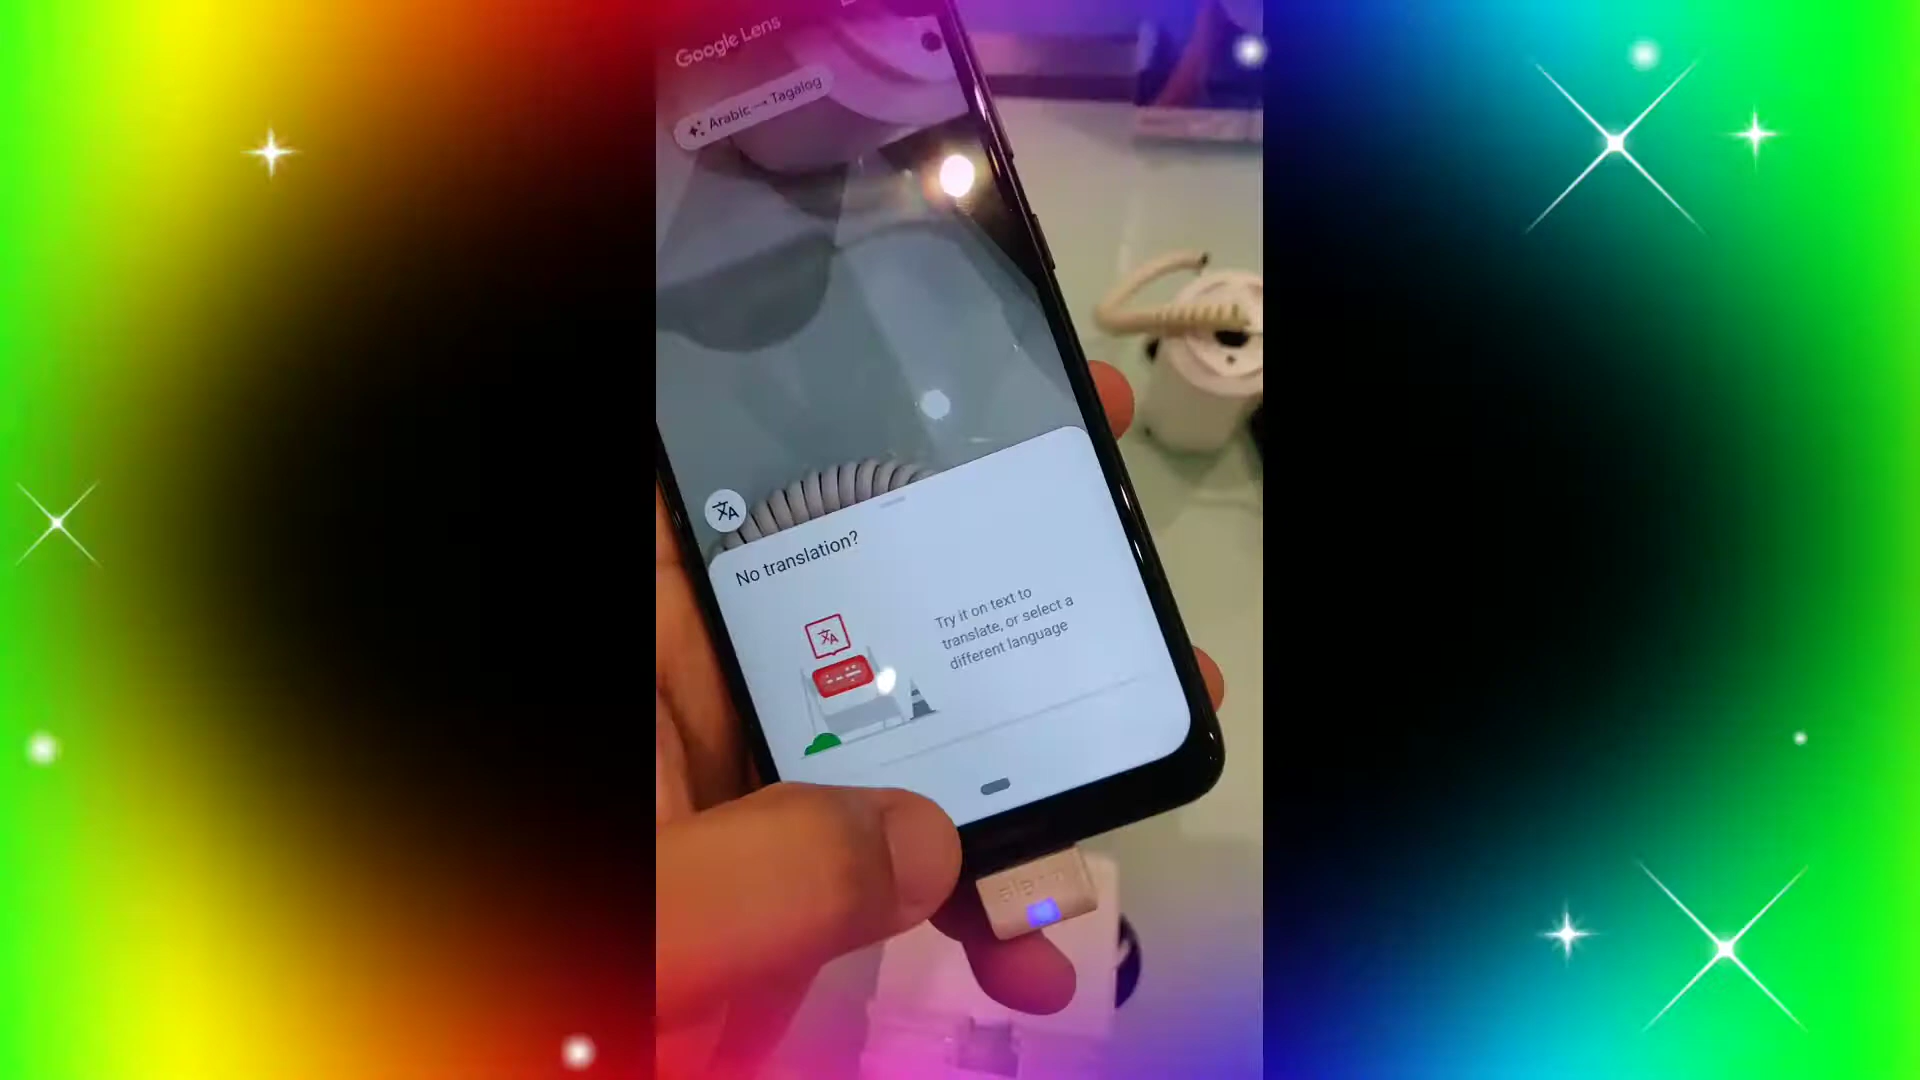 Google Lens
Arabic → Tagalog
No translation?
Try it on text to
translate, or select a
different language